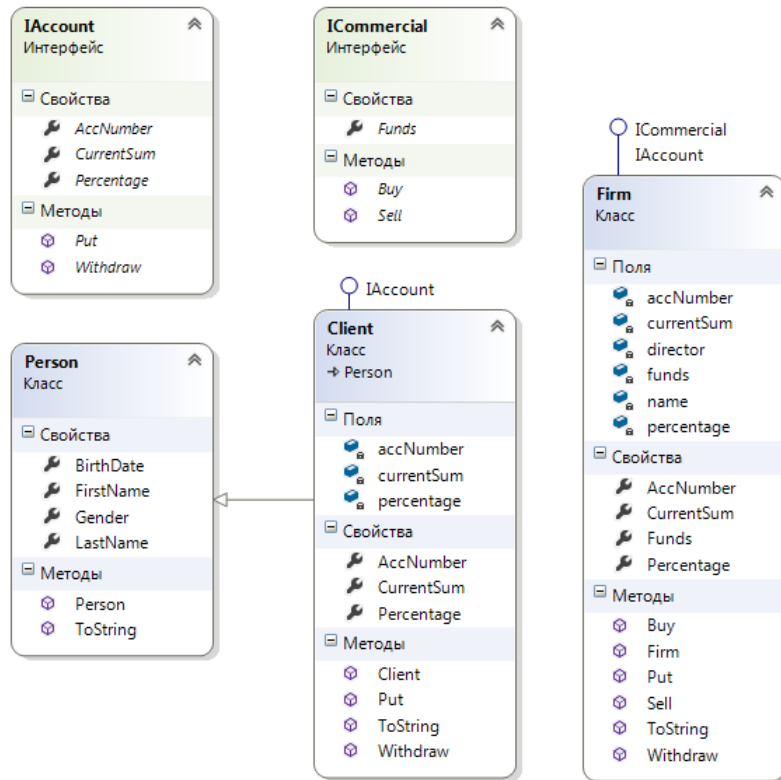 IAccount
Интерфейс
Свойства
AccNumber
CurrentSum
Percentage
Методы
Put
Withdraw
ICommercial
Интерфейс
Свойства
Funds
Методы
Buy
Sell
Person
Класс
Свойства
BirthDate
FirstName
Gender
LastName
Методы
Person
ToString
IAccount
Client
Класс
Person
Поля
accNumber
currentSum
percentage
Свойства
AccNumber
CurrentSum
Percentage
Методы
Client
Put
ToString
Withdraw
ICommercial
IAccount
Firm
Класс
Поля
accNumber
currentSum
director
funds
name
percentage
Свойства
AccNumber
CurrentSum
Funds
Percentage
Методы
Buy
Firm
Put
Sell
ToString
Withdraw